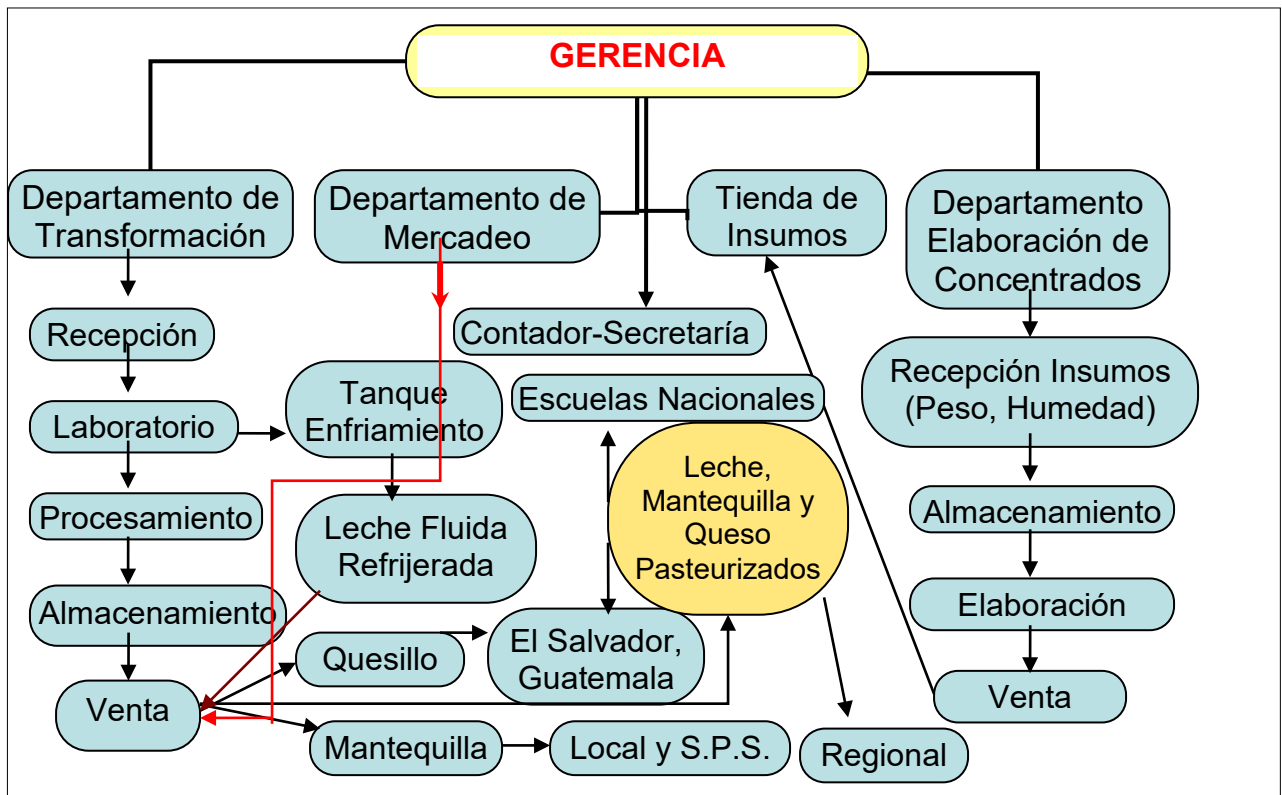 GERENCIA
Departamento de
Transformación
Departamento de
Mercadeo
Tienda de
Insumos
Departamento
Elaboración de
Concentrados
Recepción
Contador-Secretaría
Tanque
Enfriamiento
Escuelas Nacionales
Recepción Insumos
(Peso, Humedad)
Laboratorio
Leche,
Mantequilla y
Queso
Pasteurizados
Procesamiento
Leche Fluida
Refrijerada
Almacenamiento
Almacenamiento
Elaboración
Quesillo
El Salvador,
Guatemala
Venta
Venta
Mantequilla
Local y S.P.S.
Regional